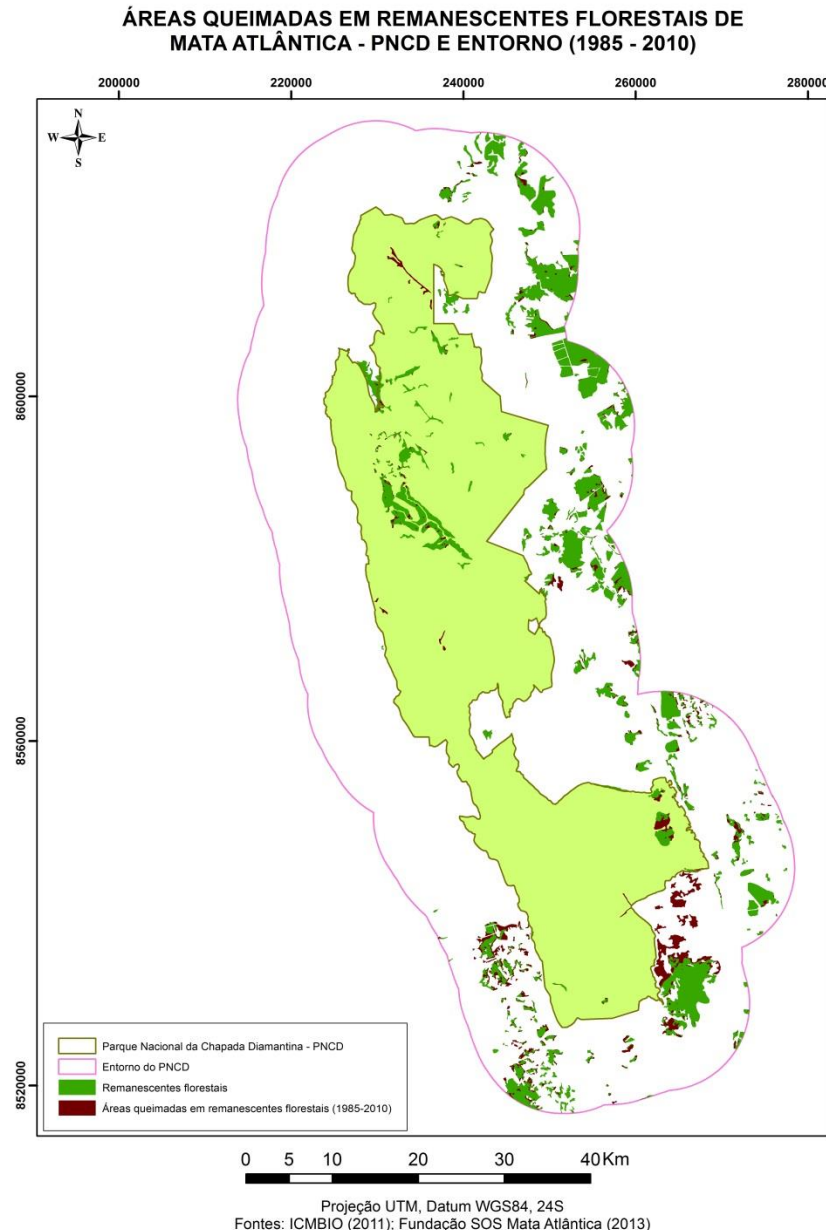 ÁREAS QUEIMADAS EM REMANESCENTES FLORESTAIS DE
MATA ATLÂNTICA - PNCD E ENTORNO (1985 - 2010)
200000 220000 240000 260000 280000
N
W E
S
8600000
8560000
8520000
Parque Nacional da Chapada Diamantina - PNCD
Entorno do PNCD
Remanescentes florestais
Áreas queimadas em remanescentes florestais (1985-2010)
0 5 10 20 30 40 Km
Projeção UTM, Datum WGS84, 24S
Fontes: ICMBIO (2011); Fundação SOS Mata Atlântica (2013)